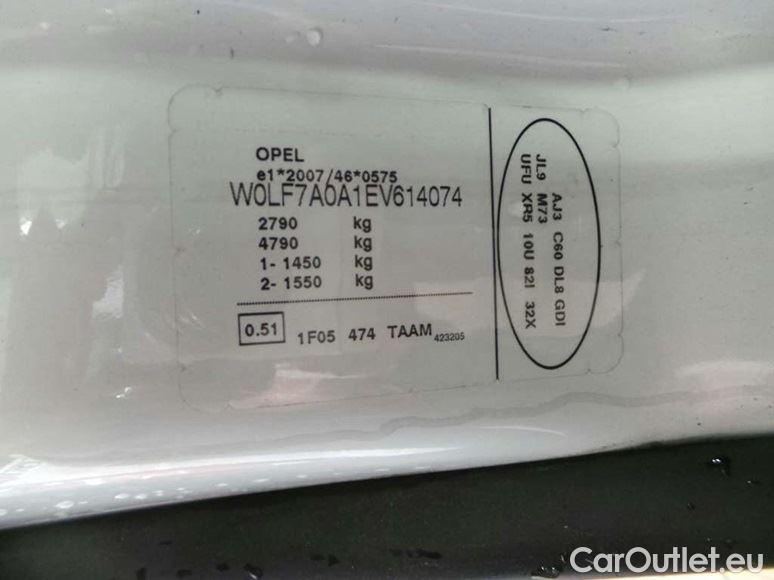 OPEL
e1*2007/46*0575
W0LF7A0A1EV614074
2790 kg
4790 kg
1- 1450 kg
2- 1550 kg
0.51 1F05 474 TAAM 423205
AJ3 C60 DL8 GDI
JL9 M73
UFU XR5 10U 82I 32X
CarOutlet.eu